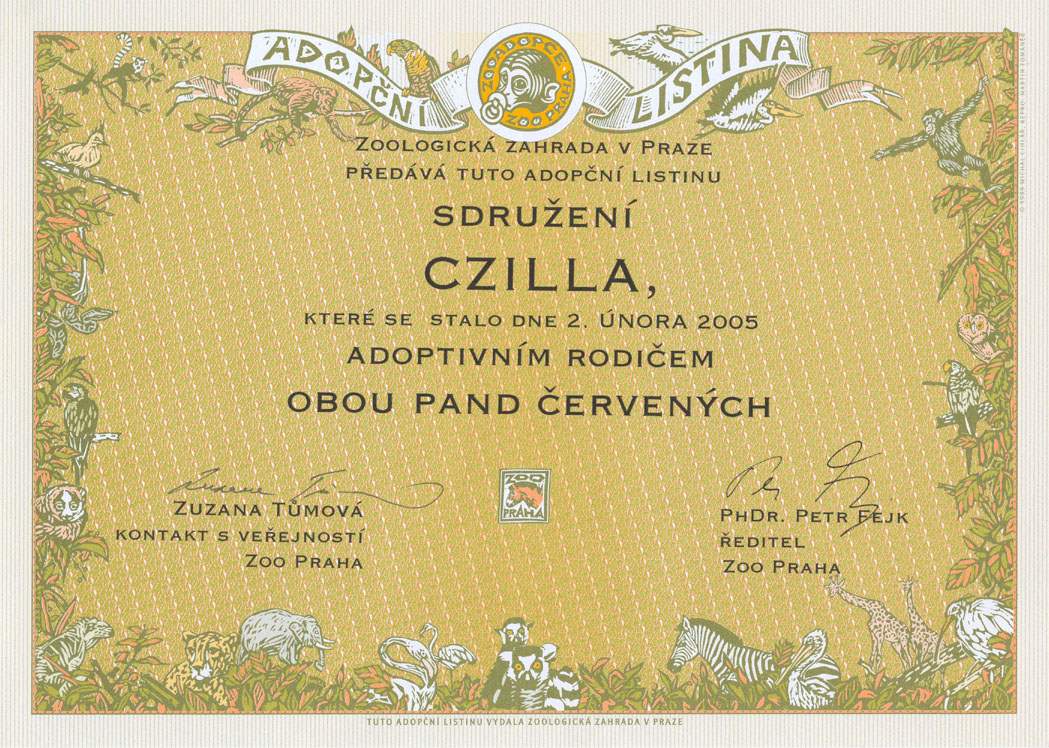 ADOPČNÍ LISTINA
ZOOADOPCE
ZOO PRAHA
ZOOLOGICKÁ ZAHRADA V PRAZE
PŘEDÁVÁ TUTO ADOPČNÍ LISTINU
SDRUŽENÍ
CZILLA,
KTERÉ SE STALO DNE 2. ÚNORA 2005
ADOPTIVNÍM RODIČEM
OBOU PAND ČERVENÝCH
ZUZANA TŮMOVÁ
KONTAKT S VEŘEJNOSTÍ
ZOO PRAHA
ZOO
PRAHA
PHDR. PETR FEJK
ŘEDITEL
ZOO PRAHA
TUTO ADOPČNÍ LISTINU VYDALA ZOOLOGICKÁ ZAHRADA V PRAZE